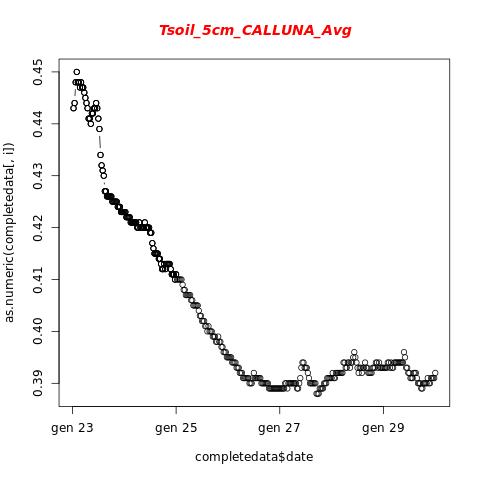 Tsoil_5cm_CALLUNA_Avg
as.numeric(completedata[, i])
0.45
0.44
0.43
0.42
0.41
0.40
0.39
gen 23 gen 25 gen 27 gen 29
completedata$date